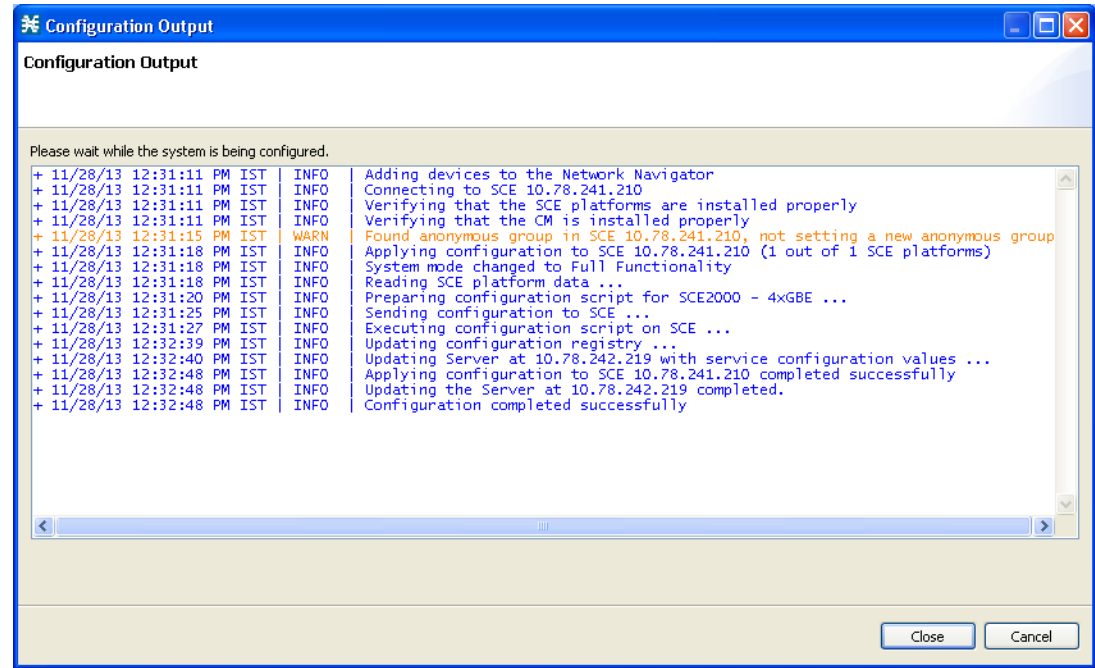 Configuration Output
Configuration Output
Please wait while the system is being configured.
+ 11/28/13 12:31:11 PM IST | INFO | Adding devices to the Network Navigator
+ 11/28/13 12:31:11 PM IST | INFO | Connecting to SCE 10.78.241.210
+ 11/28/13 12:31:11 PM IST | INFO | Verifying that the SCE platforms are installed properly
+ 11/28/13 12:31:11 PM IST | INFO | Verifying that the CM is installed properly
+ 11/28/13 12:31:15 PM IST | WARN | Found anonymous group in SCE 10.78.241.210, not setting a new anonymous group
+ 11/28/13 12:31:18 PM IST | INFO | Applying configuration to SCE 10.78.241.210 (1 out of 1 SCE platforms)
+ 11/28/13 12:31:18 PM IST | INFO | System mode changed to Full Functionality
+ 11/28/13 12:31:18 PM IST | INFO | Reading SCE platform data ...
+ 11/28/13 12:31:20 PM IST | INFO | Preparing configuration script for SCE2000 - 4xGBE ...
+ 11/28/13 12:31:25 PM IST | INFO | Sending configuration to SCE ...
+ 11/28/13 12:31:27 PM IST | INFO | Executing configuration script on SCE ...
+ 11/28/13 12:32:39 PM IST | INFO | Updating configuration registry ...
+ 11/28/13 12:32:40 PM IST | INFO | Updating Server at 10.78.242.219 with service configuration values ...
+ 11/28/13 12:32:48 PM IST | INFO | Applying configuration to SCE 10.78.241.210 completed successfully
+ 11/28/13 12:32:48 PM IST | INFO | Updating the Server at 10.78.242.219 completed.
+ 11/28/13 12:32:48 PM IST | INFO | Configuration completed successfully
Close Cancel